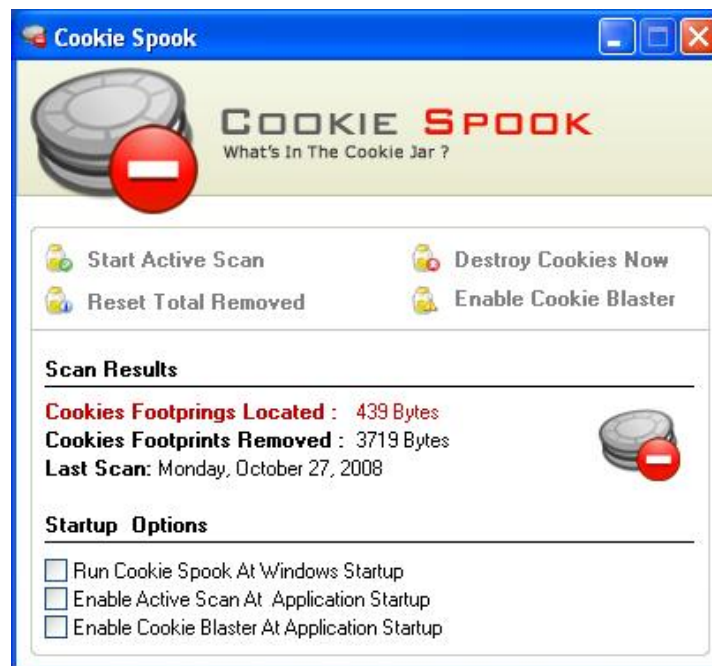 Cookie Spook
COOKIE SPOOK
What's In The Cookie Jar ?
Start Active Scan
Destroy Cookies Now
Reset Total Removed
Enable Cookie Blaster
Scan Results
Cookies Footprings Located : 439 Bytes
Cookies Footprints Removed : 3719 Bytes
Last Scan: Monday, October 27, 2008
Startup Options
Run Cookie Spook At Windows Startup
Enable Active Scan At Application Startup
Enable Cookie Blaster At Application Startup